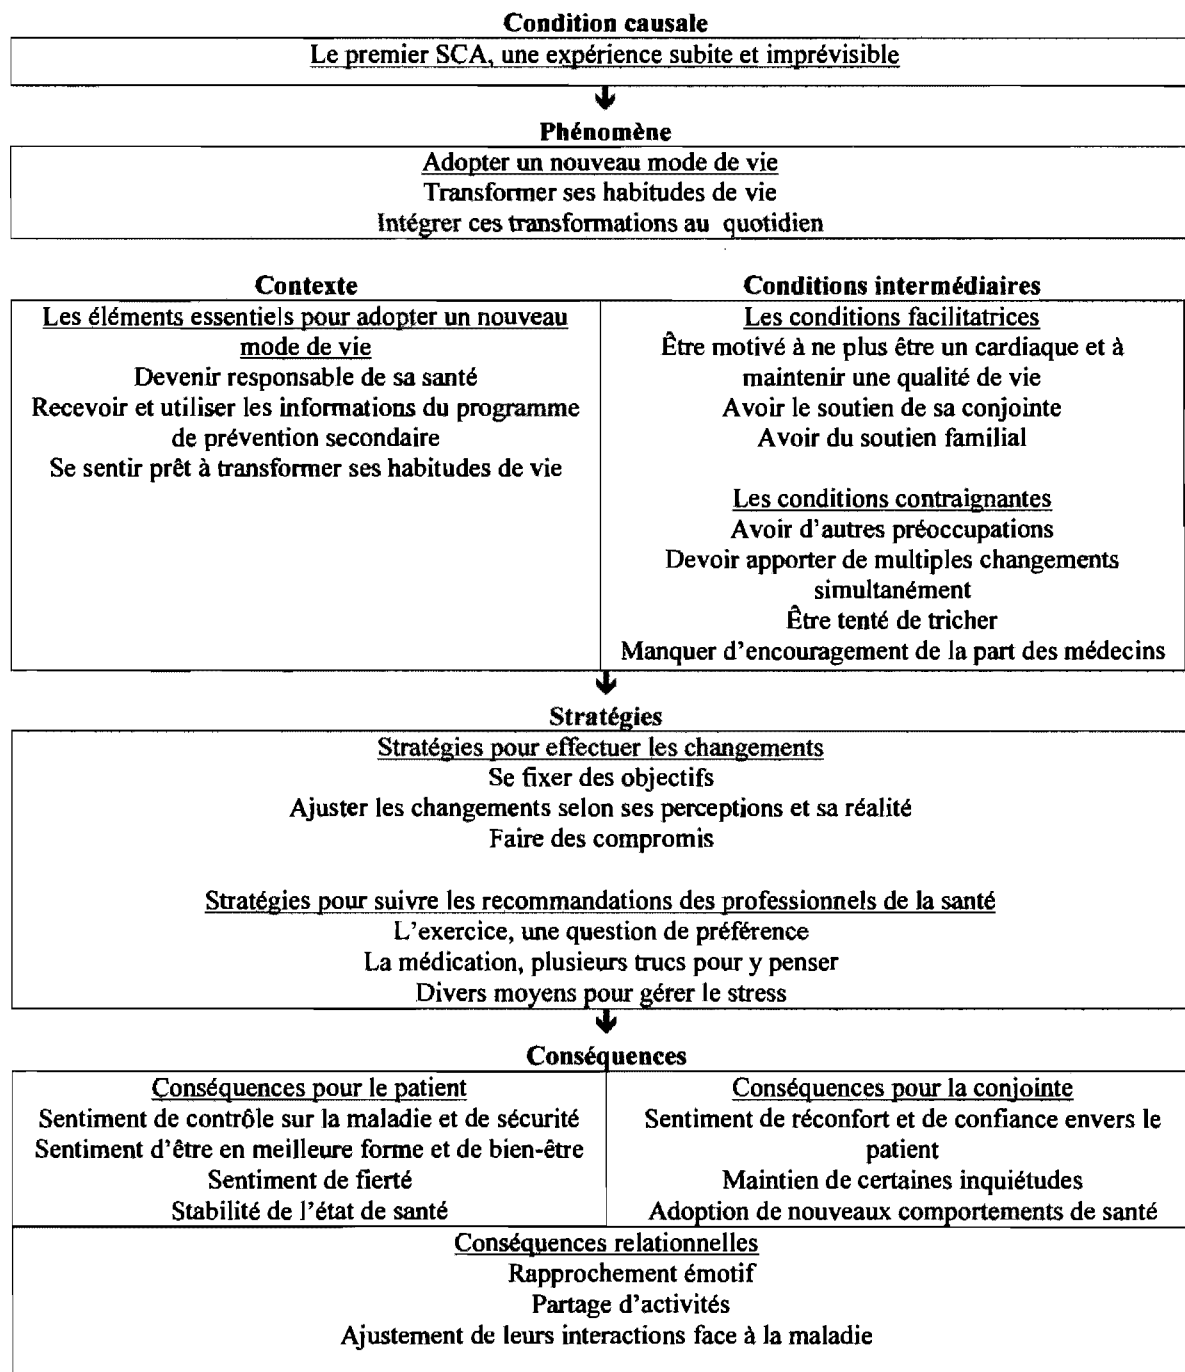 Condition causale
Le premier SCA, une expérience subite et imprévisible
Phénomène
Adopter un nouveau mode de vie
Transformer ses habitudes de vie
Intégrer ces transformations au quotidien
Contexte
Les éléments essentiels pour adopter un nouveau
mode de vie
Devenir responsable de sa santé
Recevoir et utiliser les informations du programme
de prévention secondaire
Se sentir prêt à transformer ses habitudes de vie
Conditions intermédiaires
Les conditions facilitatrices
Être motivé à ne plus être un cardiaque et à
maintenir une qualité de vie
Avoir le soutien de sa conjointe
Avoir du soutien familial
Les conditions contraignantes
Avoir d'autres préoccupations
Devoir apporter de multiples changements
simultanément
Être tenté de tricher
Manquer d'encouragement de la part des médecins
Stratégies
Stratégies pour effectuer les changements
Se fixer des objectifs
Ajuster les changements selon ses perceptions et sa réalité
Faire des compromis
Stratégies pour suivre les recommandations des professionnels de la santé
L'exercice, une question de préférence
La médication, plusieurs trucs pour y penser
Divers moyens pour gérer le stress
Conséquences
Conséquences pour le patient
Sentiment de contrôle sur la maladie et de sécurité
Sentiment d'être en meilleure forme et de bien-être
Sentiment de fierté
Stabilité de l'état de santé
Conséquences pour la conjointe
Sentiment de réconfort et de confiance envers le
patient
Maintien de certaines inquiétudes
Adoption de nouveaux comportements de santé
Conséquences relationnelles
Rapprochement émotif
Partage d'activités
Ajustement de leurs interactions face à la maladie